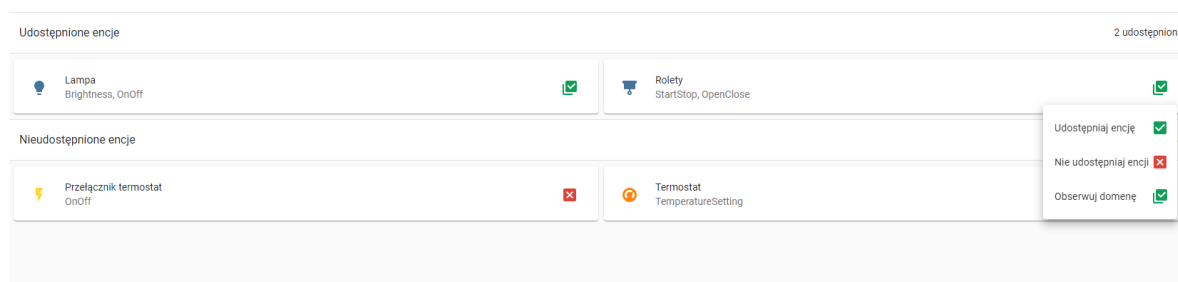 Udostępnione encje
2 udostępnion
Lampa
Brightness, OnOff
Rolety
StartStop, OpenClose
Udostępniaj encję
Nie udostępniaj encji
Obserwuj domenę
Nieudostępnione encje
Przełącznik termostat
OnOff
Termostat
TemperatureSetting